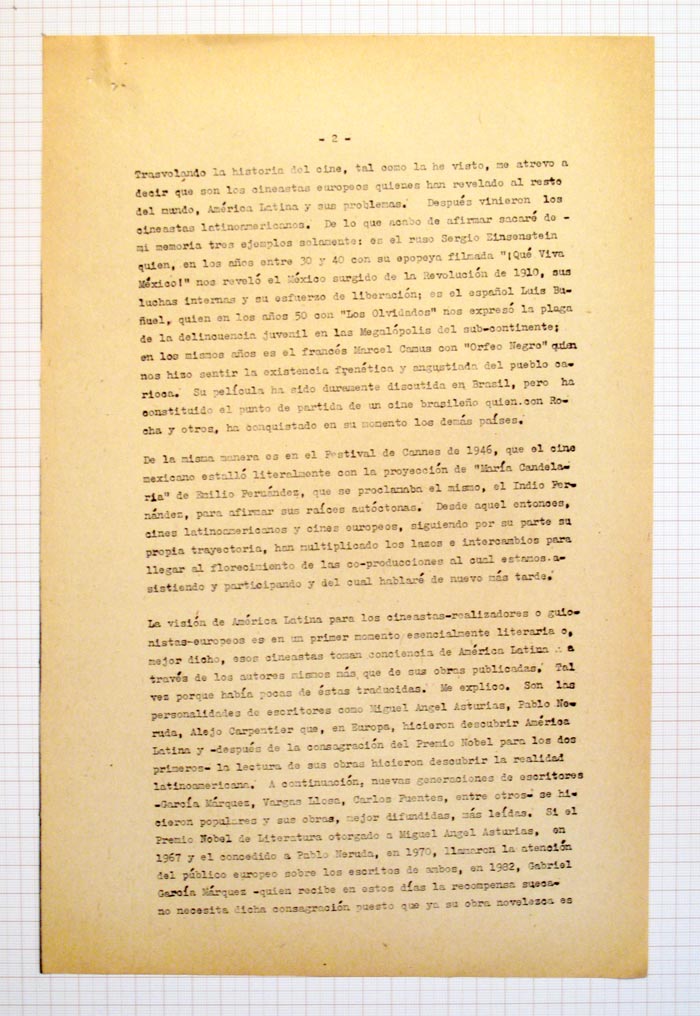 - 2 -
Trasvolando la historia del cine, tal como la he visto, me atrevo a
decir que son los cineastas europeos quienes han revelado al resto
del mundo, América Latina y sus problemas. Después vinieron los
cineastas latinoamericanos. De lo que acabo de afirmar sacaré de -
mi memoria tres ejemplos solamente: es el ruso Sergio Einsenstein
quien, en los años entre 30 y 40 con su epopeya filmada "¡Qué Viva
México!" nos reveló el México surgido de la Revolución de 1910, sus
luchas internas y su esfuerzo de liberación; es el español Luis Bu-
ñuel, quien en los años 50 con "Los Olvidados" nos expresó la plaga
de la delincuencia juvenil en las Megalópolis del sub-continente;
en los mismos años es el francés Marcel Camus con "Orfeo Negro" quien
nos hizo sentir la existencia frenética y angustiada del pueblo ca-
rioca. Su película ha sido duramente discutida en Brasil, pero ha
constituido el punto de partida de un cine brasileño quien.con Ro-
cha y otros, ha conquistado en su momento los demás países.
De la misma manera es en el Festival de Cannes de 1946, que el cine
mexicano estalló literalmente con la proyección de "María Candela-
ria" de Emilio Fernández, que se proclamaba el mismo, el Indio Fer-
nández, para afirmar sus raíces autóctonas. Desde aquel entonces,
cines latinoamericanos y cines europeos, siguiendo por su parte su
propia trayectoria, han multiplicado los lazos e intercambios para
llegar al florecimiento de las co-producciones al cual estamos.a-
sistiendo y participando y del cual hablaré de nuevo más tarde.
La visión de América Latina para los cineastas-realizadores o guio-
nistas-europeos es en un primer momento esencialmente literaria o,
mejor dicho, esos cineastas toman conciencia de América Latina : a
través de los autores mismos más que de sus obras publicadas. Tal
vez porque había pocas de éstas traducidas. Me explico. Son las
personalidades de escritores como Miguel Angel Asturias, Pablo Ne-
ruda, Alejo Carpentier que, en Europa, hicieron descubrir América
Latina y -después de la consagración del Premio Nobel para los dos
primeros- la lectura de sus obras hicieron descubrir la realidad
latinoamericana. A continuación, nuevas generaciones de escritores
-García Márquez, Vargas Llosa, Carlos Fuentes, entre otros- se hi-
cieron populares y sus obras, mejor difundidas, más leídas. Si el
Premio Nobel de Literatura otorgado a Miguel Angel Asturias, en
1967 y el concedido a Pablo Neruda, en 1970, llamaron la atención
del público europeo sobre los escritos de ambos, en 1982, Gabriel
García Márquez -quien recibe en estos días la recompensa sueca-
no necesita dicha consagración puesto que ya su obra novelezca es